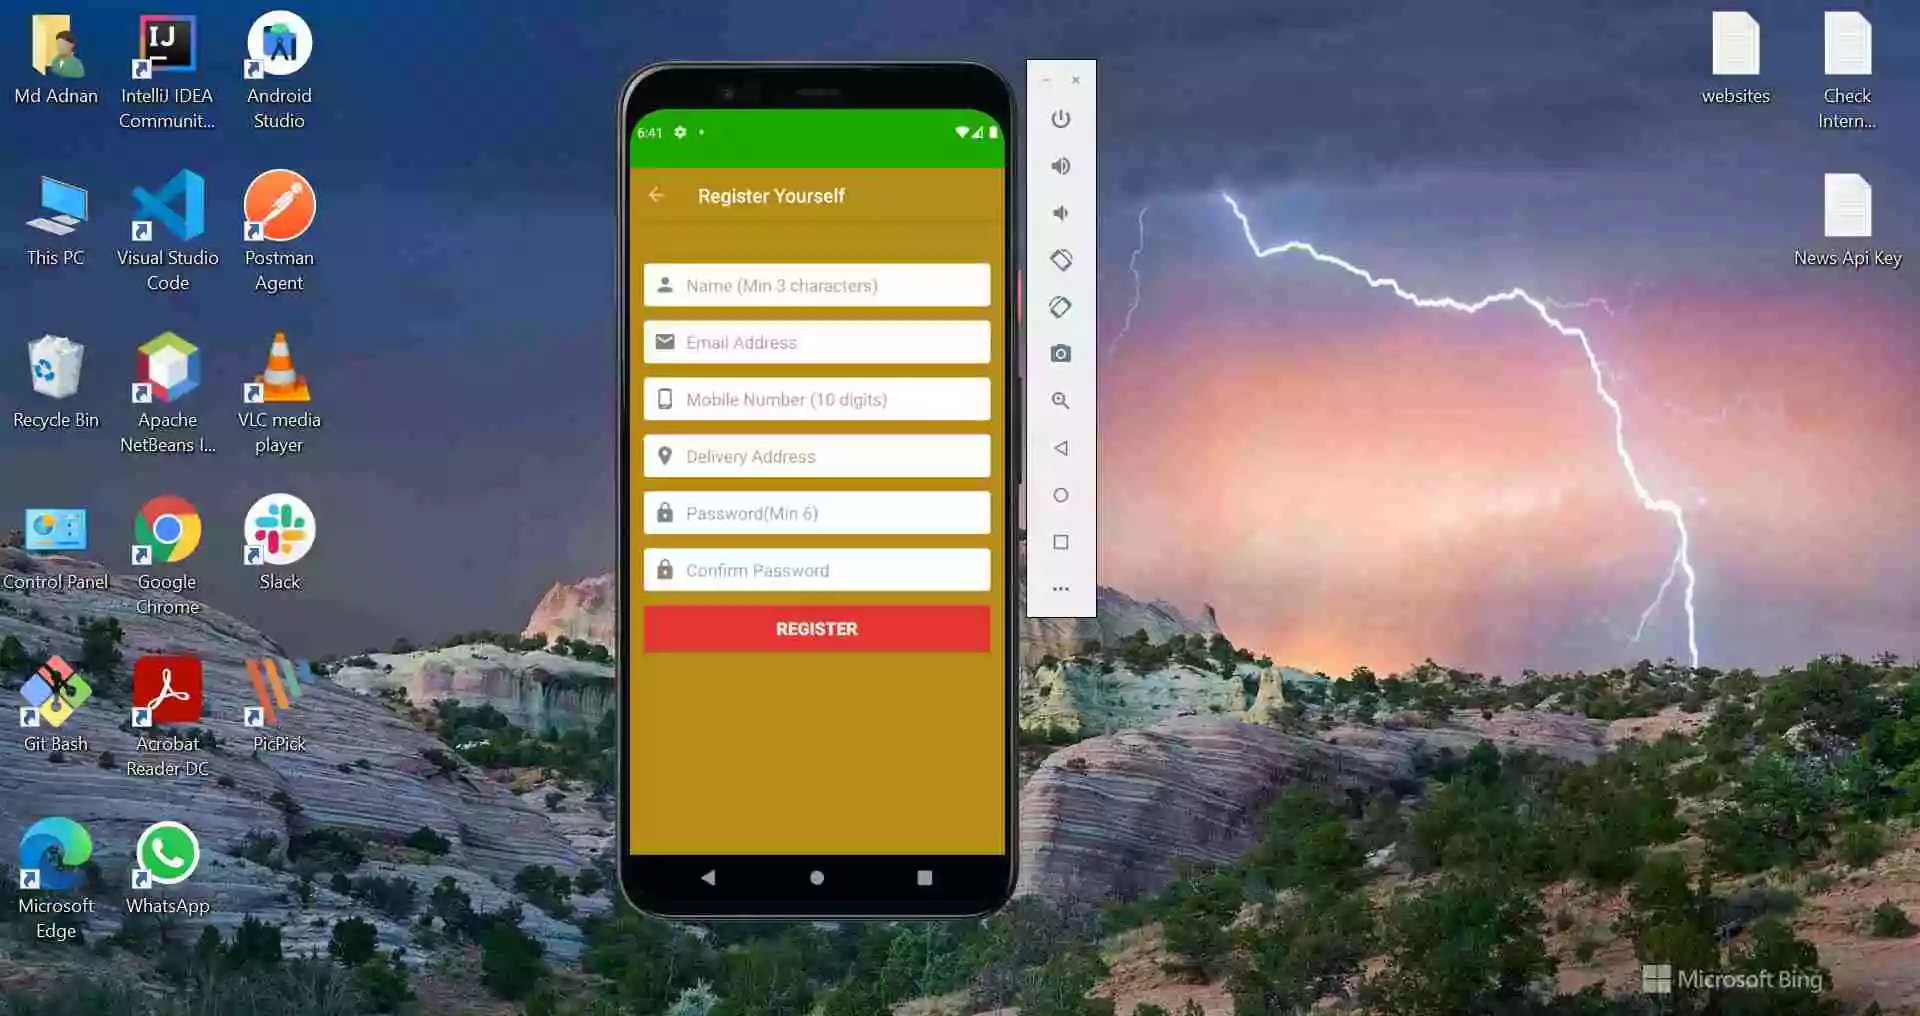 Md Adnan
IntelliJ IDEA
Communit...
Android
Studio
This PC
Visual Studio
Code
Postman
Agent
Recycle Bin
Apache
NetBeans I...
VLC media
player
Control Panel
Google
Chrome
Slack
Git Bash
Acrobat
Reader DC
PicPick
Microsoft
Edge
WhatsApp
IJ
6:41
Register Yourself
Name (Min 3 characters)
Email Address
Mobile Number (10 digits)
Delivery Address
Password(Min 6)
Confirm Password
REGISTER
websites
Check
Intern...
News Api Key
Microsoft Bing